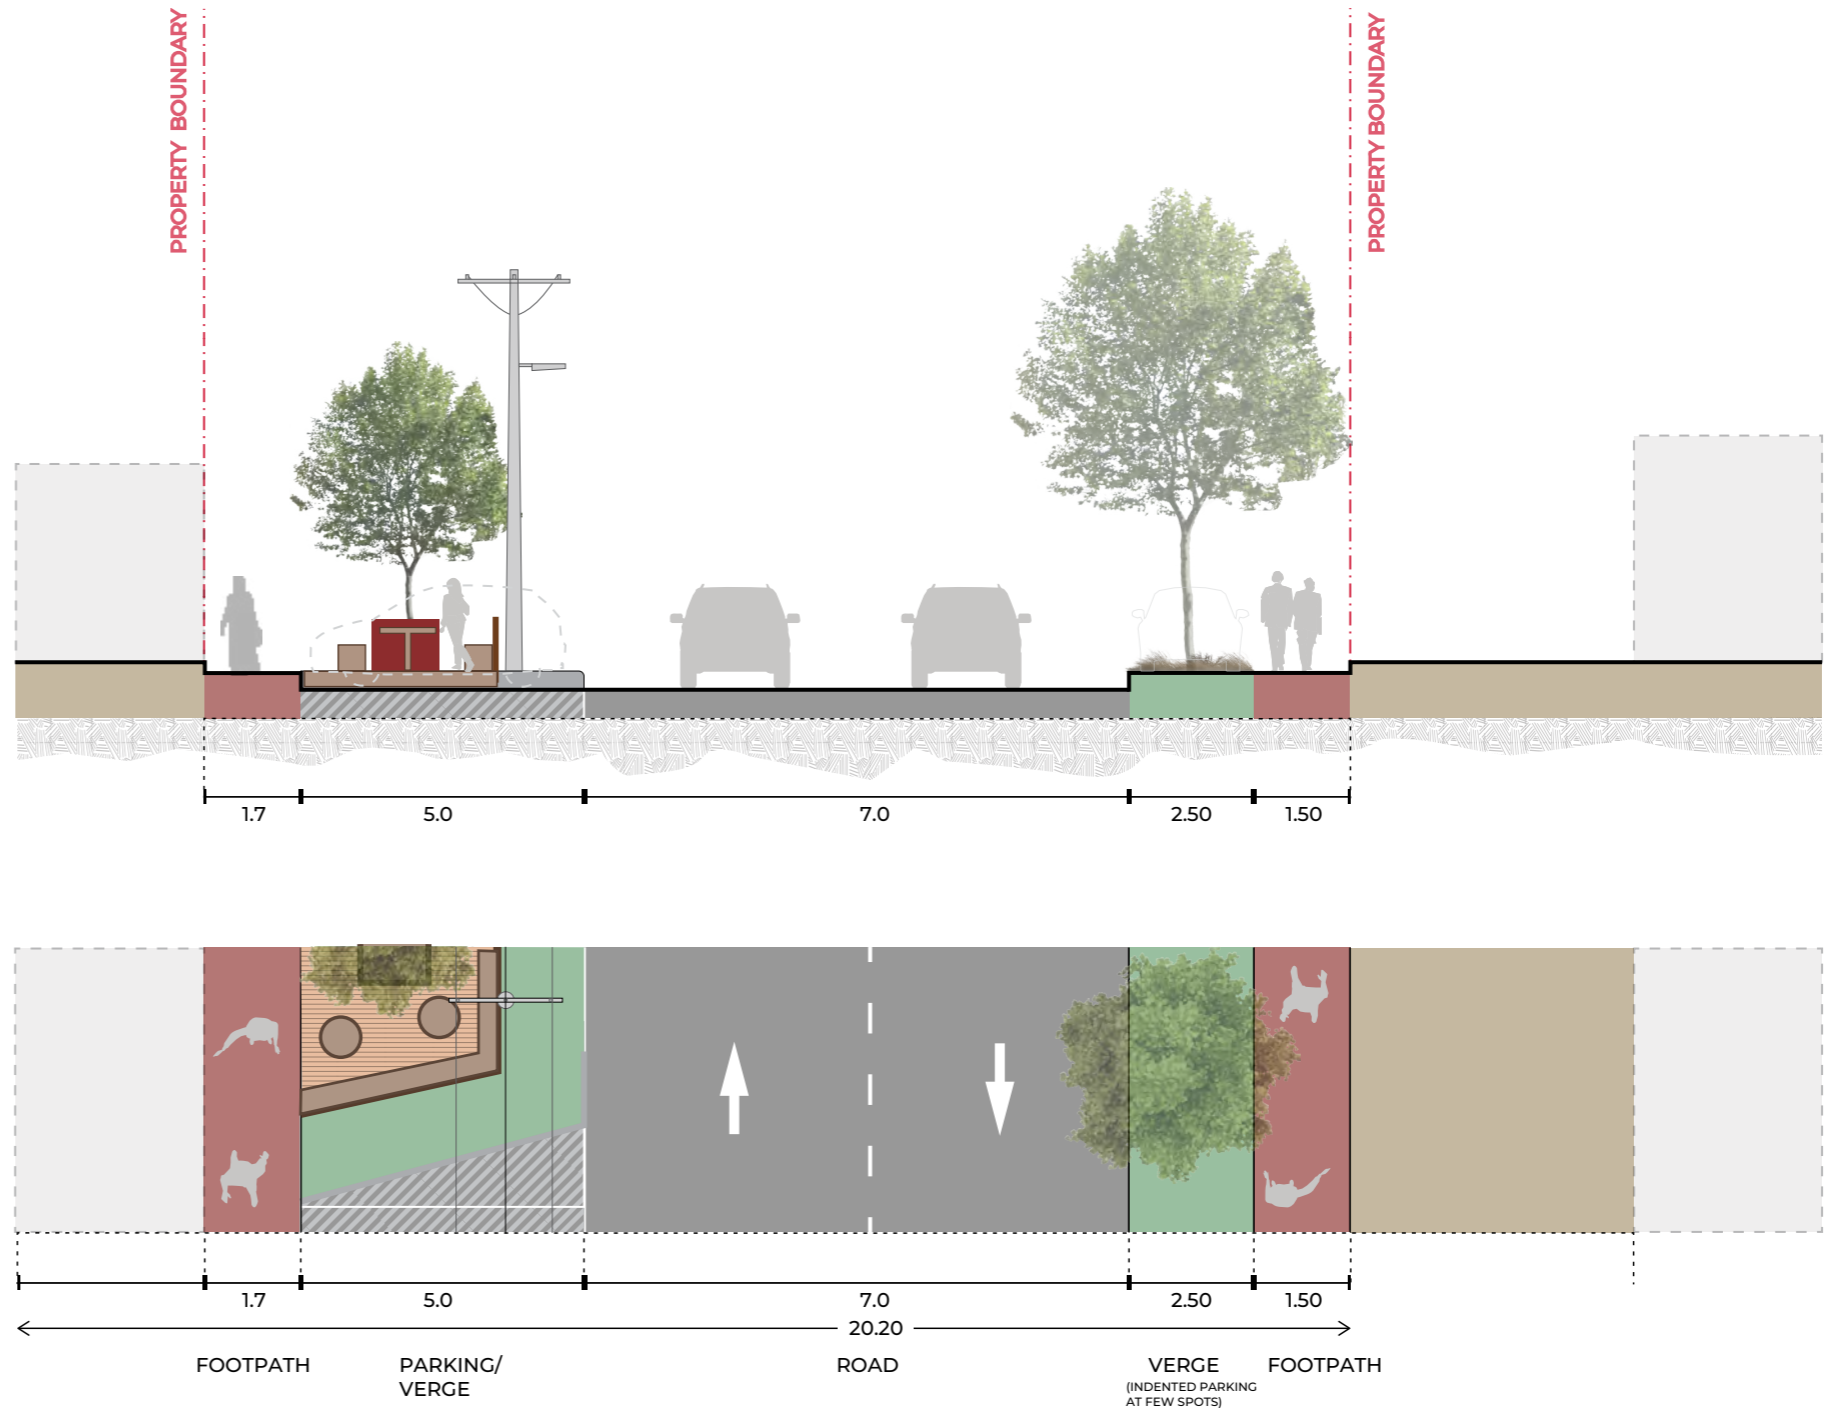 PROPERTY BOUNDARY
PROPERTY BOUNDARY
1.7
5.0
7.0
2.50
1.50
1.7
5.0
7.0
2.50
1.50
20.20
FOOTPATH
PARKING/
VERGE
ROAD
VERGE
(INDENTED PARKING
AT FEW SPOTS)
FOOTPATH